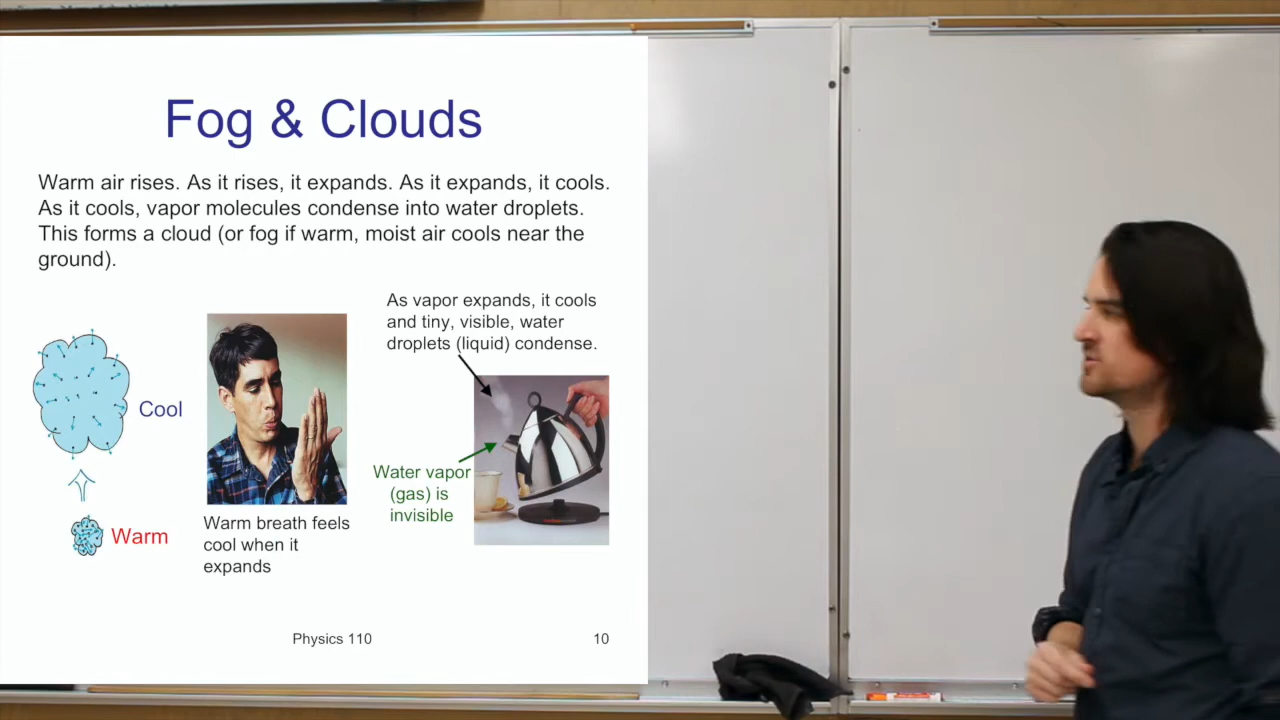 Fog & Clouds
Warm air rises. As it rises, it expands. As it expands, it cools.
As it cools, vapor molecules condense into water droplets.
This forms a cloud (or fog if warm, moist air cools near the
ground).
As vapor expands, it cools
and tiny, visible, water
droplets (liquid) condense.
Cool
Water vapor
(gas) is
invisible
Warm
Warm breath feels
cool when it
expands
Physics 110
10